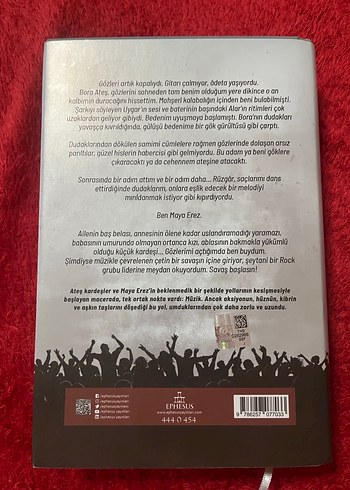 Gözleri artık kapalıydı. Gitarı çalmıyor, âdeta yaşıyordu.
Bora Ateş, gözlerini sahneden tam benim olduğum yere dikince o an
kalbimin duracağını hissettim. Mahşerî kalabalığın içinden beni bulabilmişti.
Şarkıyı söyleyen Uygar'ın sesi ve baterinin başındaki Alar'ın ritimleri çok
uzaklardan geliyor gibiydi. Bedenim uyuşmaya başlamıştı. Bora'nın dudakları
yavaşça kıvrıldığında, gülüşü bedenime bir gök gürültüsü gibi çarptı.
Dudaklarımdan dökülen samimi cümlelere rağmen gözlerinde dolaşan arsız
parıltılar, güzel hislerin habercisi gibi gelmiyordu. Bu adam ya beni göklere
çıkaracaktı ya da cehennem ateşine atacaktı.
Sonrasında bir adım attım ve bir adım daha... Rüzgâr, saçlarımı dans
ettirdiğinde dudaklarım, onlara eşlik edecek bir melodiyi
mırıldanmak istiyor gibi kıpırdıyordu.
Ben Maya Erez.
Ailenin baş belası, annesinin ölene kadar uslandıramadığı yaramazı,
babasının umurunda olmayan ortanca kızı, ablasının bakmakla yükümlü
olduğu küçük kardeşi... Gözlerimi açtığımda ben buydum.
Şimdiyse müzikle çevrelenen çetin bir savaşın içine giriyor, şeytani bir Rock
grubu liderine meydan okuyordum. Savaş başlasın!
Ateş kardeşler ve Maya Erez'in beklenmedik bir şekilde yollarının kesişmesiyle
başlayan macerada, tek ortak nokta vardı: Müzik. Ancak aksiyonun, hüznün, kibrin
ve aşkın taşlarını döşediği bu yol, umduklarından çok daha zorlu ve uzundu.
EPHESUS
www.ephesusyayinlari.com
444 0 454
/ephesusyayinlari
/ephesusyayinlari
/ephesusyayinlari
ephesus yayınları
9 786257 077033